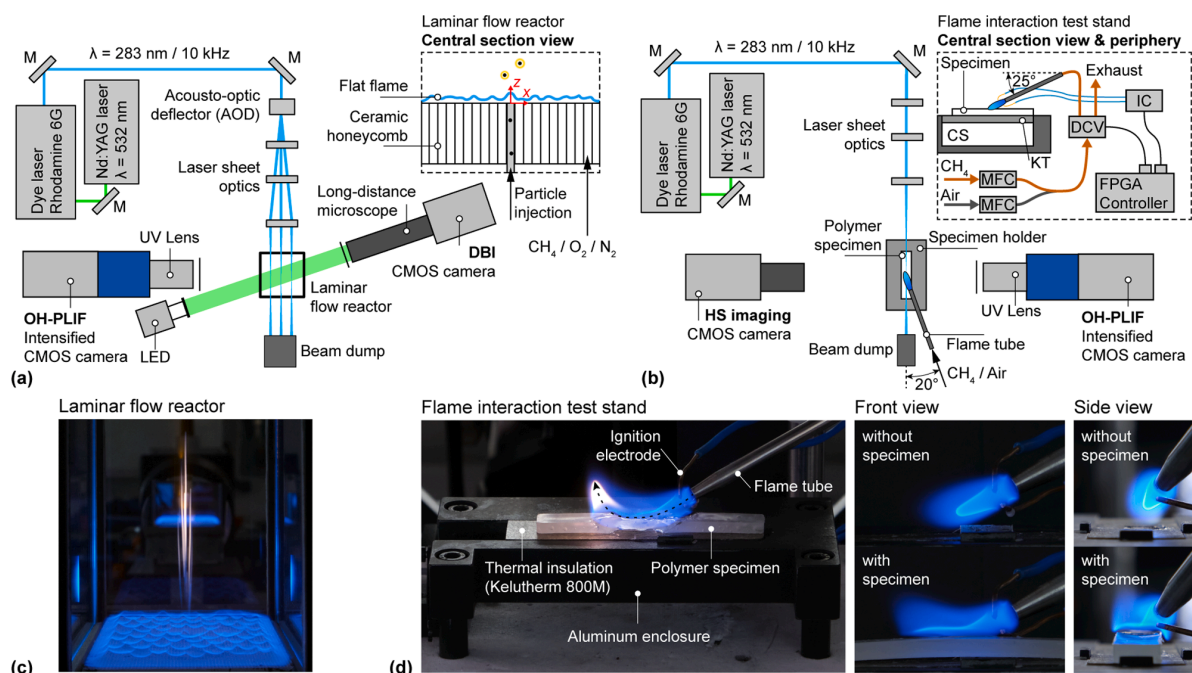 M
λ = 283 nm / 10 kHz
M
Dye laser
Rhodamine 6G
Nd:YAG laser
λ = 532 nm
M
Acousto-optic
deflector (AOD)
Laser sheet
optics
Long-distance
microscope
UV Lens
OH-PLIF
Intensified
CMOS camera
LED
DBI
CMOS camera
Laminar
flow reactor
Beam dump
(a)
Laminar flow reactor
Central section view
Flat flame
z
x
Ceramic
honeycomb
Particle
injection
CH₄ / O₂ / N₂
M
λ = 283 nm / 10 kHz
M
Dye laser
Rhodamine 6G
Nd:YAG laser
λ = 532 nm
M
Laser sheet
optics
Polymer
specimen
Specimen holder
HS imaging
CMOS camera
UV Lens
OH-PLIF
Intensified
CMOS camera
Beam dump
Flame tube
20°
CH₄ / Air
(b)
Flame interaction test stand
Central section view & periphery
Specimen
25°
Exhaust
IC
CS
KT
DCV
CH₄
MFC
Air
MFC
FPGA
Controller
Laminar flow reactor
(c)
Flame interaction test stand
Ignition
electrode
Flame tube
Thermal insulation
(Kelutherm 800M)
Polymer specimen
Aluminum enclosure
(d)
Front view
without
specimen
with
specimen
Side view
without
specimen
with
specimen